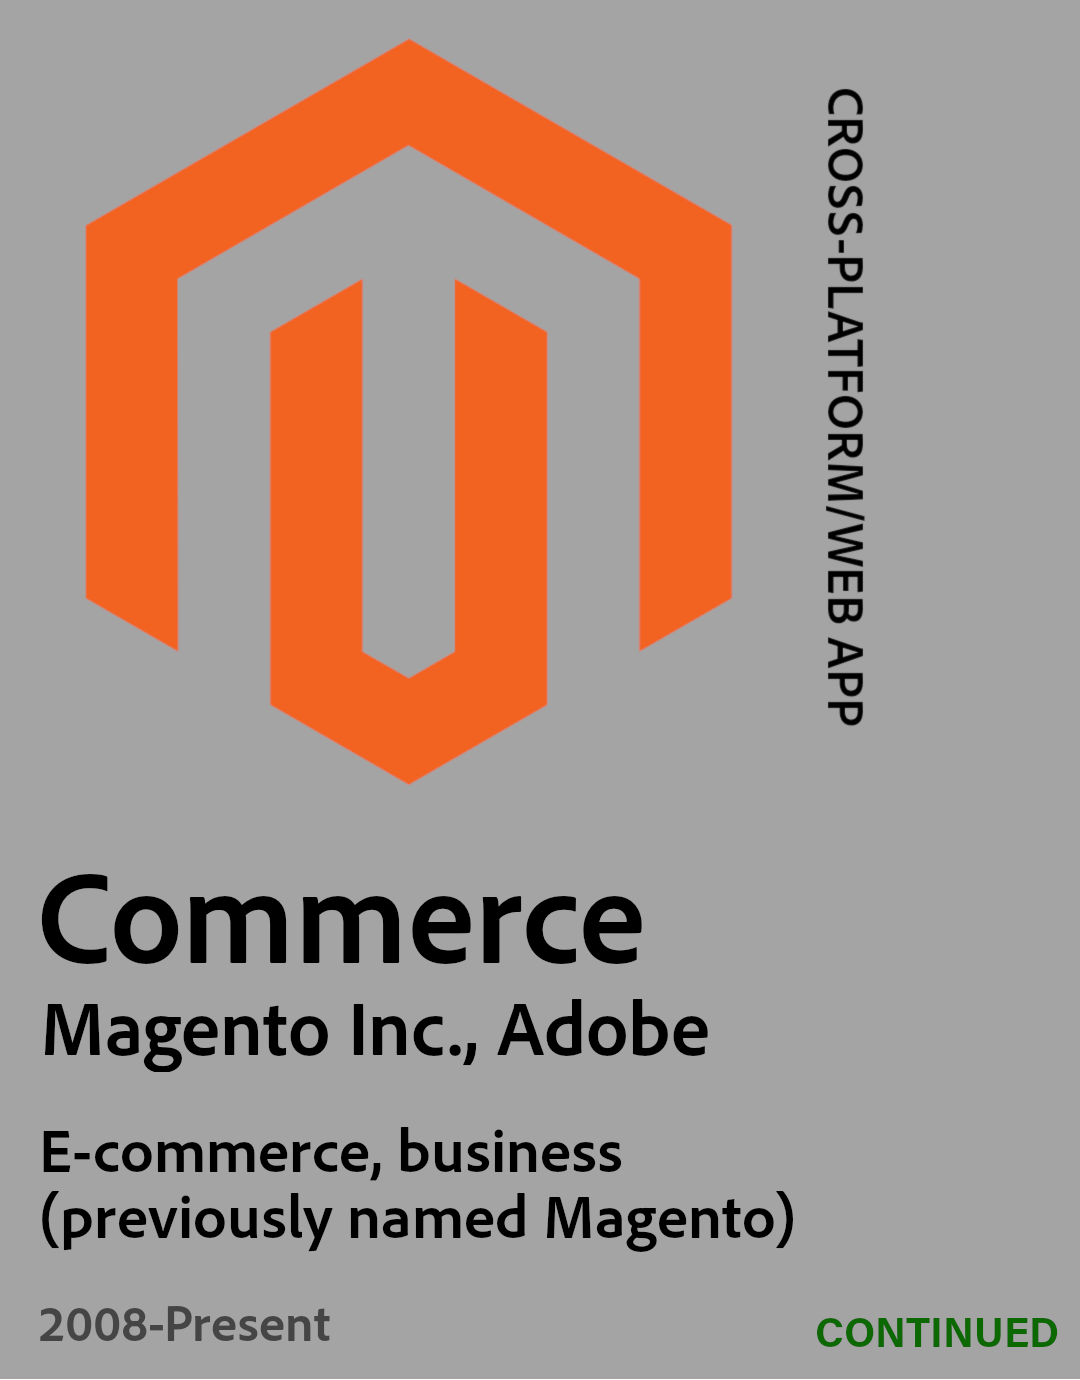 CROSS-PLATFORM/WEB APP
Commerce
Magento Inc., Adobe
E-commerce, business
(previously named Magento)
2008-Present
CONTINUED